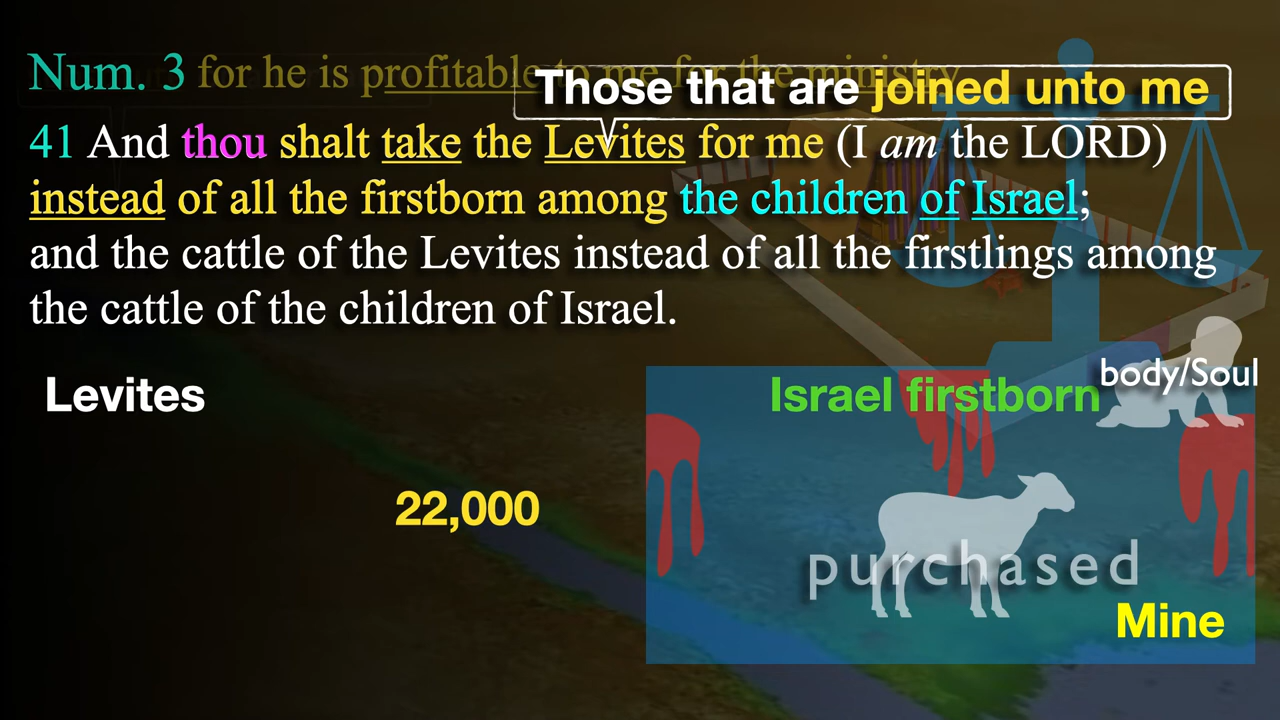 Num. 3 for he is profitable to me for the ministry
Those that are joined unto me
41 And thou shalt take the Levites for me (I am the LORD)
instead of all the firstborn among the children of Israel;
and the cattle of the Levites instead of all the firstlings among
the cattle of the children of Israel.
Levites
Israel firstborn
body/Soul
22,000
purchased
Mine